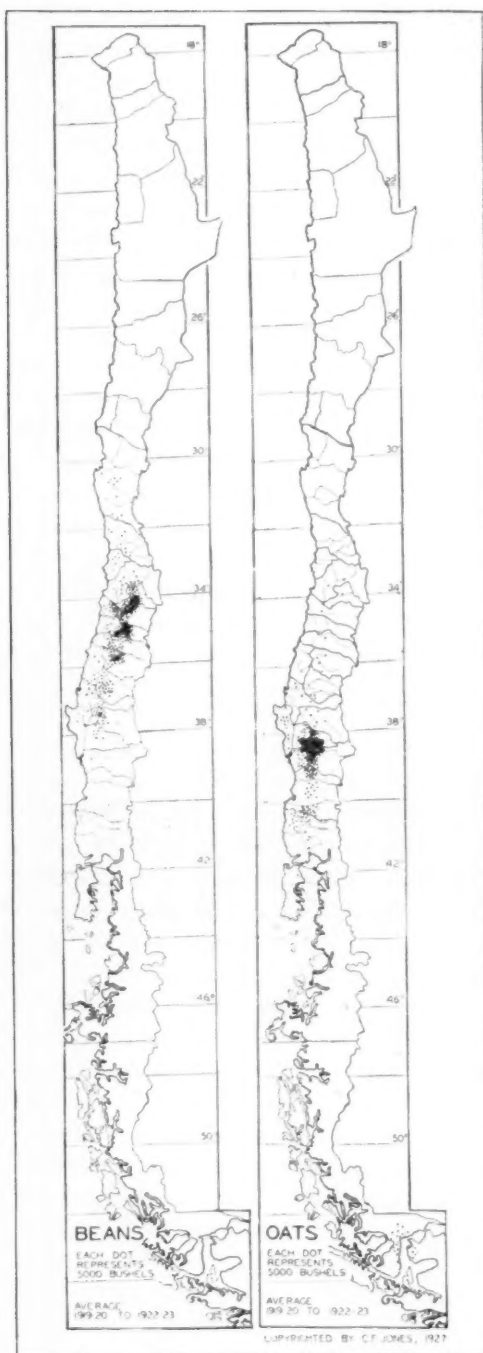 18°
22°
26°
30°
34°
38°
42°
46°
50°
BEANS
EACH DOT
REPRESENTS
5000 BUSHELS
AVERAGE
1919-20 TO 1922-23
18°
22°
26°
30°
34°
38°
42°
46°
50°
OATS
EACH DOT
REPRESENTS
5000 BUSHELS
AVERAGE
1919-20 TO 1922-23
COPYRIGHTED BY C.F. JONES, 1927